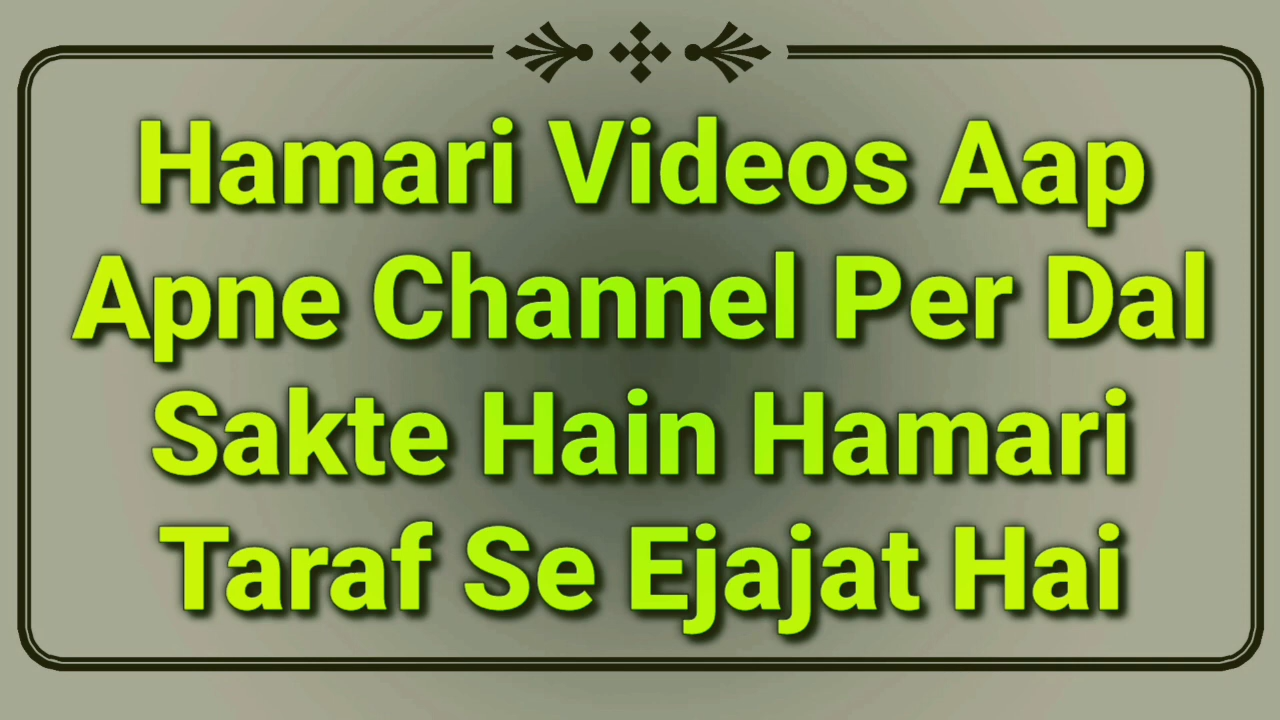 Hamari Videos Aap
Apne Channel Per Dal
Sakte Hain Hamari
Taraf Se Ejajat Hai